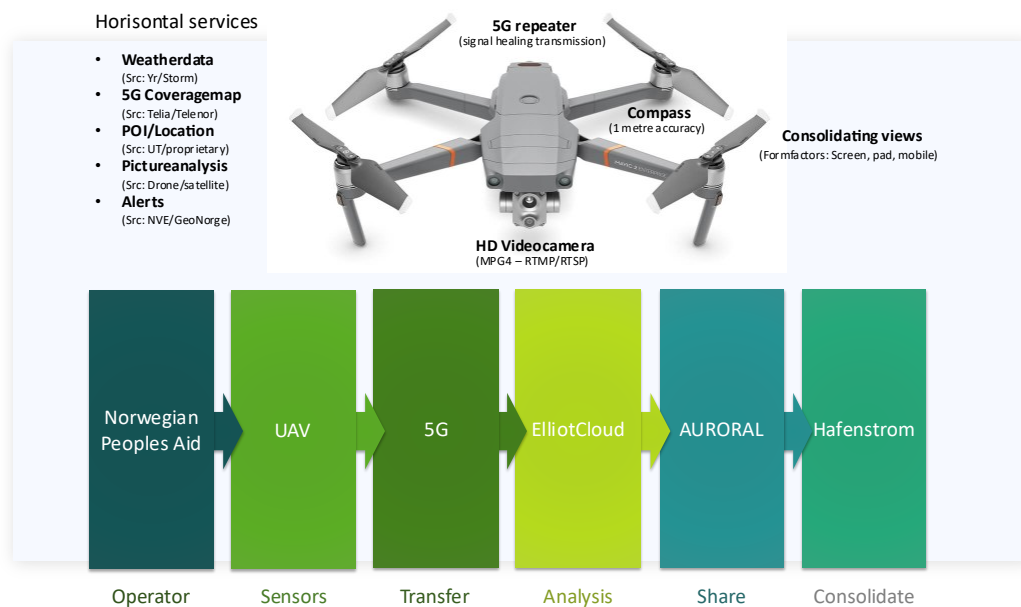 Horisontal services
• Weatherdata
(Src: Yr/Storm)
• 5G Coveragemap
(Src: Telia/Telenor)
• POI/Location
(Src: UT/proprietary)
• Pictureanalysis
(Src: Drone/satellite)
• Alerts
(Src: NVE/GeoNorge)
5G repeater
(signal healing transmission)
Compass
(1 metre accuracy)
Consolidating views
(Formfactors: Screen, pad, mobile)
HD Videocamera
(MPG4 – RTMP/RTSP)
Norwegian
Peoples Aid
UAV
5G
ElliotCloud
AURORAL
Hafenstrom
Operator
Sensors
Transfer
Analysis
Share
Consolidate